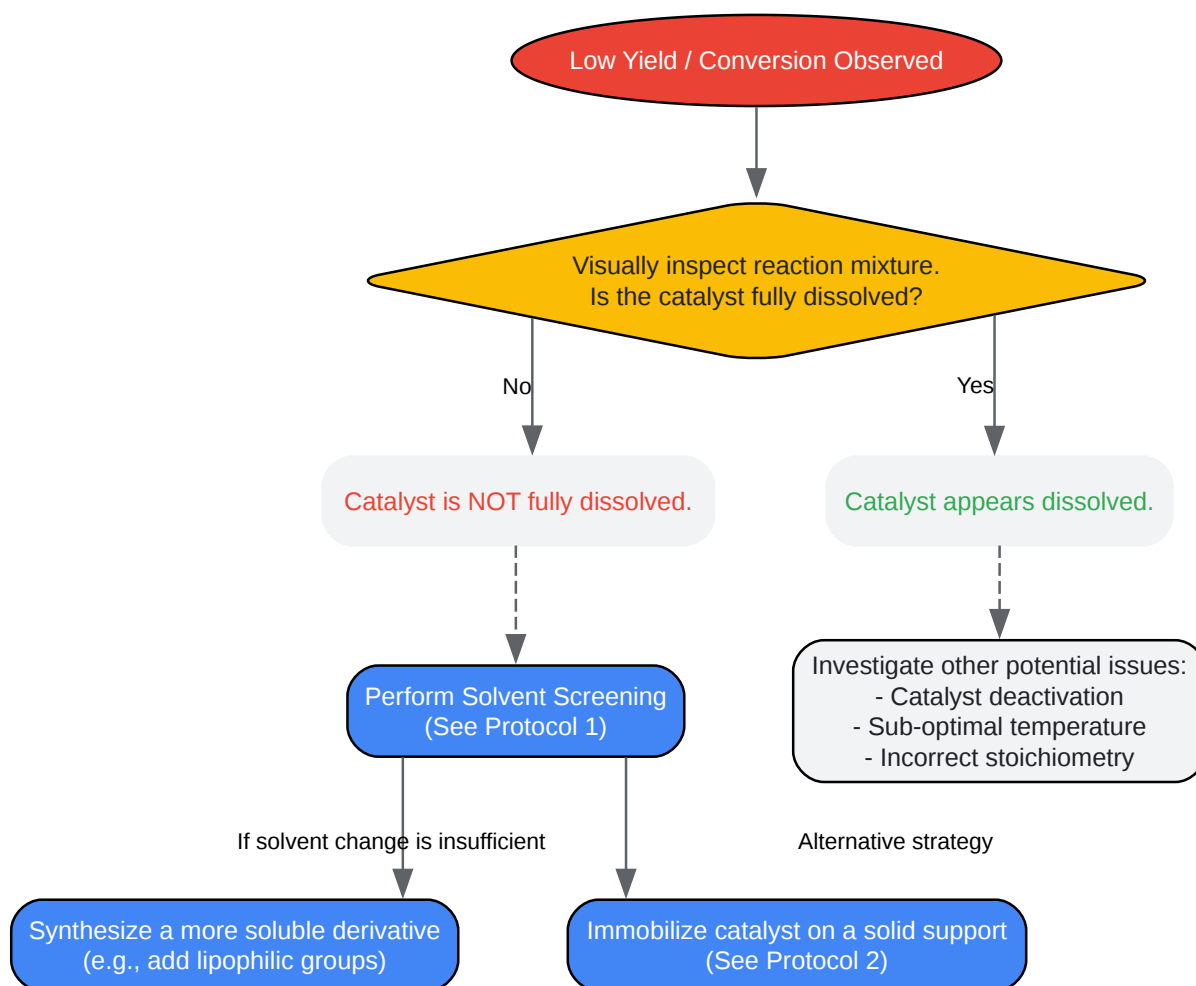 Low Yield / Conversion Observed
Visually inspect reaction mixture.
Is the catalyst fully dissolved?
No
Yes
Catalyst is NOT fully dissolved.
Catalyst appears dissolved.
Perform Solvent Screening
(See Protocol 1)
Investigate other potential issues:
- Catalyst deactivation
- Sub-optimal temperature
- Incorrect stoichiometry
If solvent change is insufficient
Alternative strategy
Synthesize a more soluble derivative
(e.g., add lipophilic groups)
Immobilize catalyst on a solid support
(See Protocol 2)